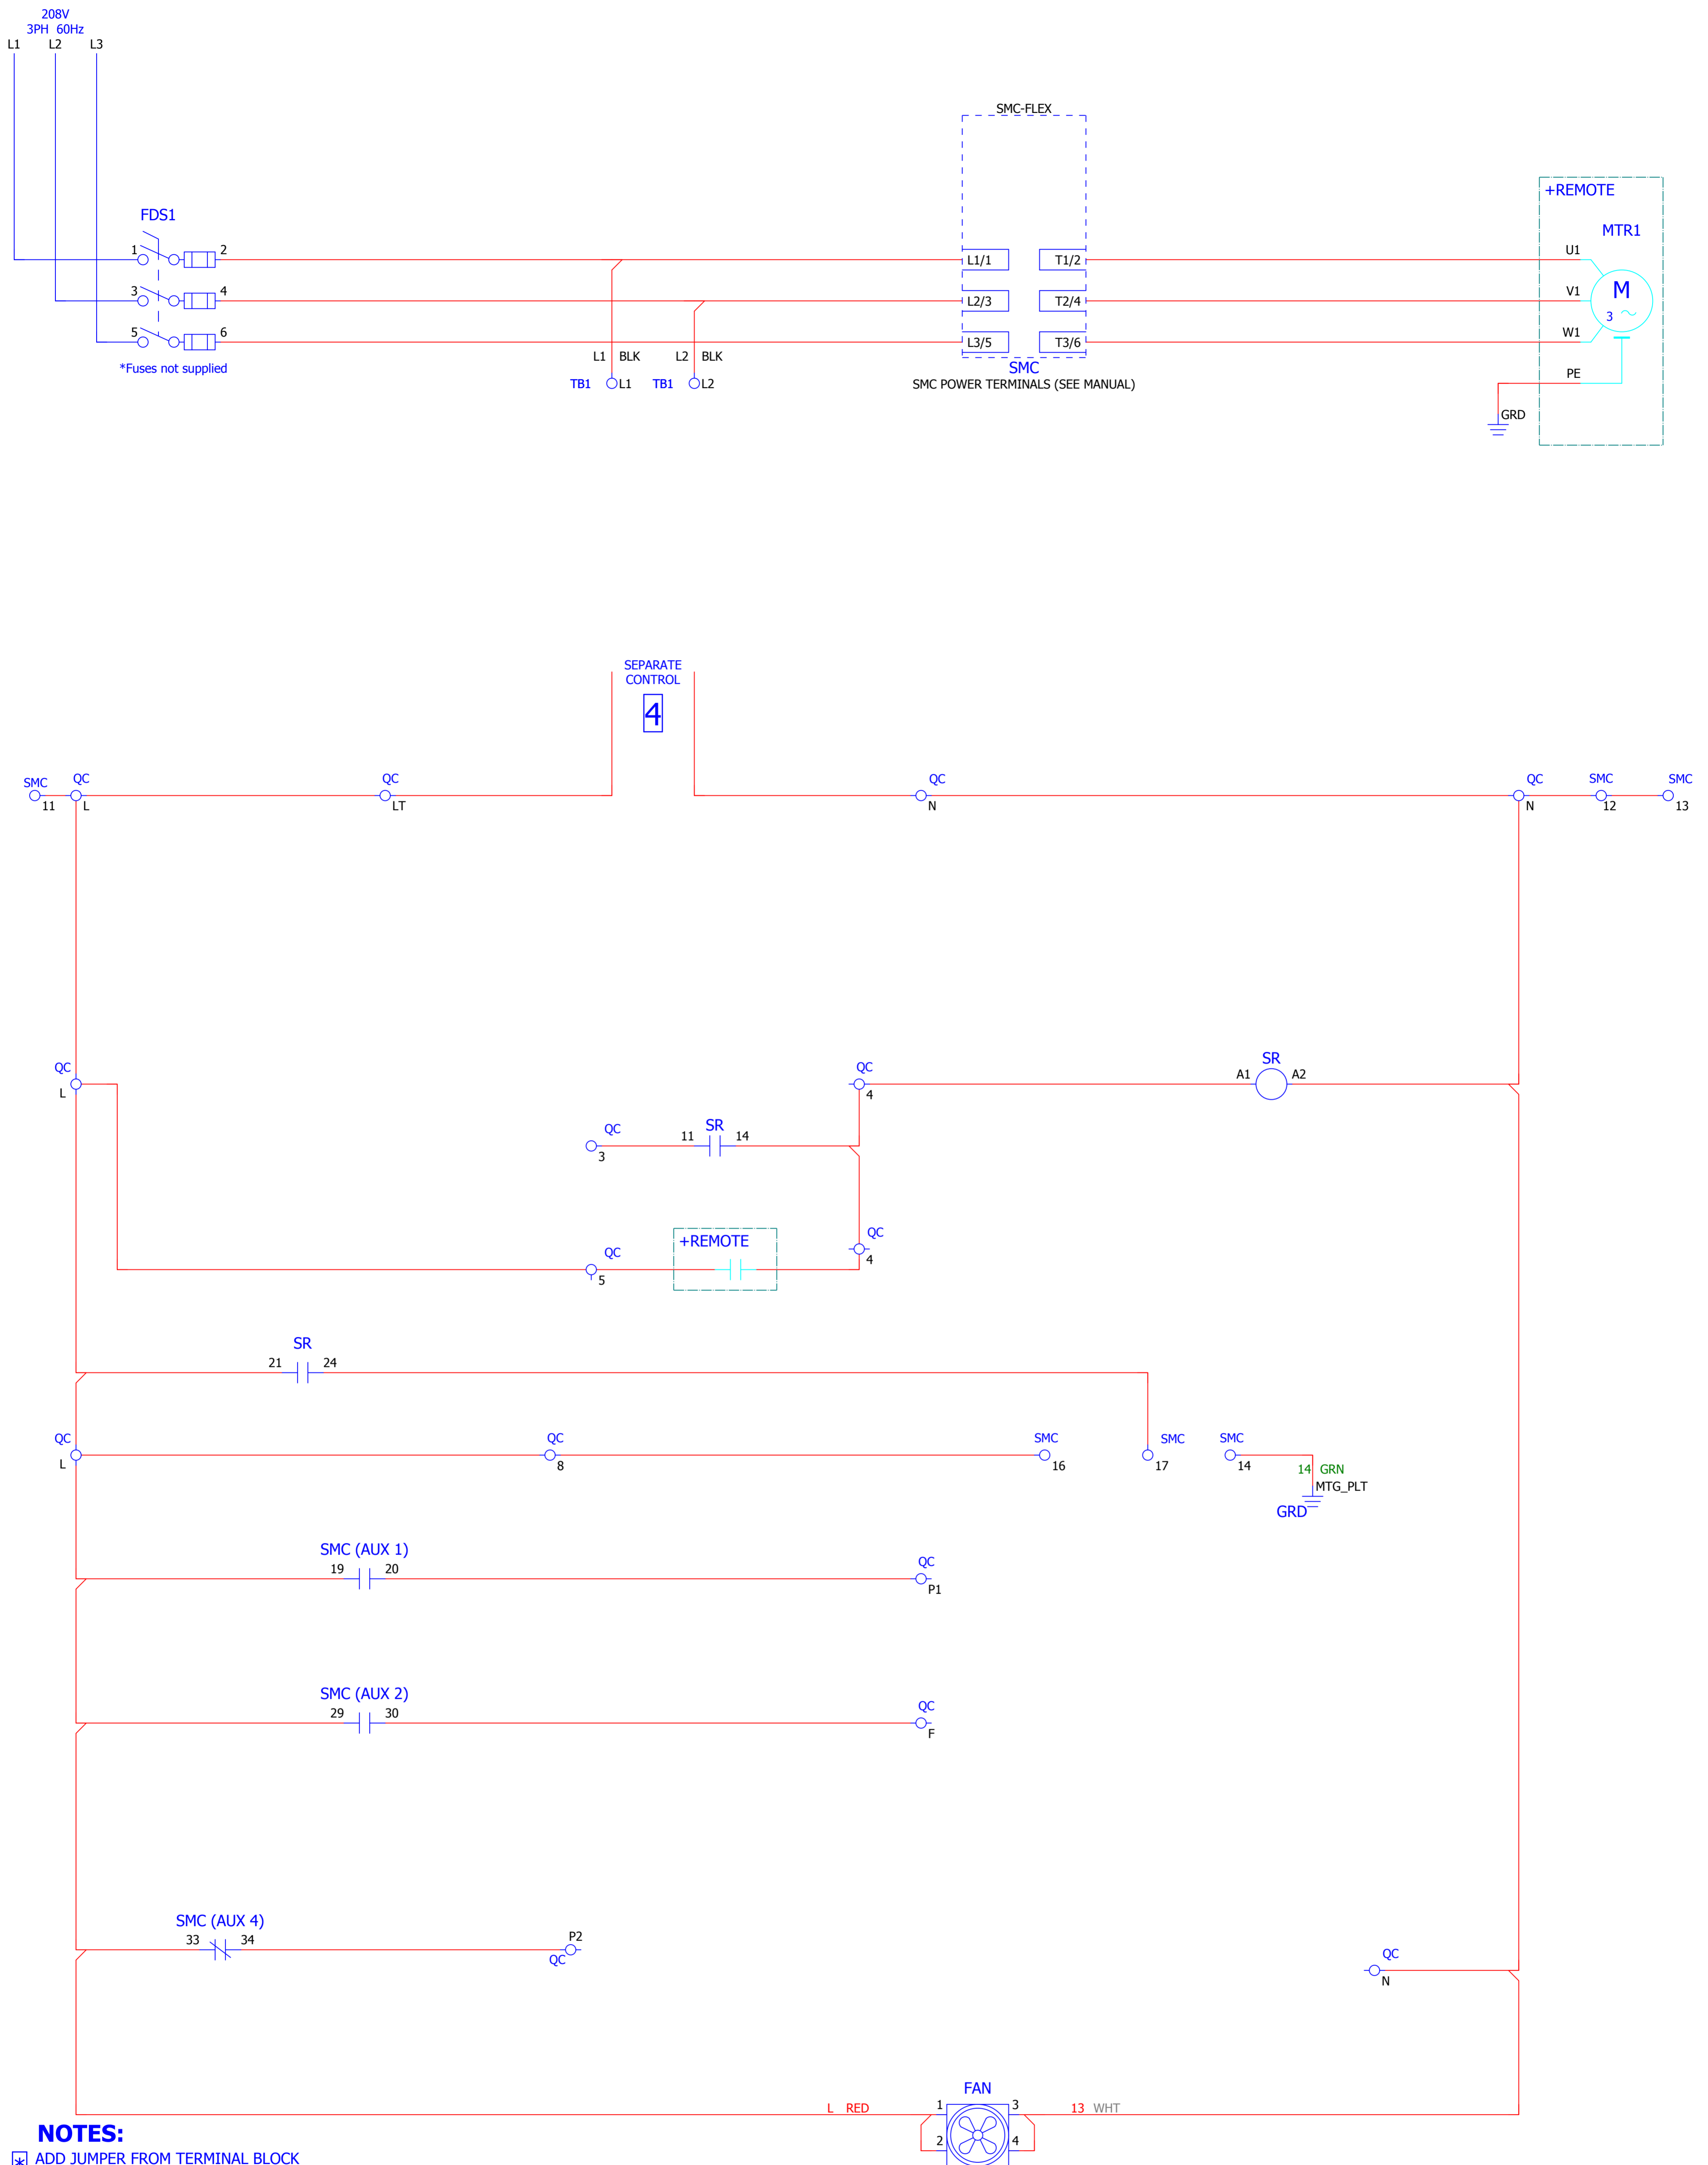 208V
3PH 60Hz
L1 L2 L3
SMC-FLEX
+REMOTE
FDS1
MTR1
1 2 L1/1 T1/2 U1
3 4 L2/3 T2/4 V1 M
3
5 6 L3/5 T3/6 W1
L1 BLK L2 BLK
*Fuses not supplied
SMC
TB1 L1 TB1 L2
SMC POWER TERMINALS (SEE MANUAL)
PE
GRD
SEPARATE
CONTROL
4
SMC QC QC QC QC SMC SMC
11 L LT N N 12 13
QC QC SR
L 4 A1 A2
QC SR
3 11 14
QC +REMOTE QC
5 4
SR
21 24
QC QC SMC SMC SMC
L 8 16 17 14
14 GRN
MTG_PLT
GRD
SMC (AUX 1)
19 20 QC
P1
SMC (AUX 2)
29 30 QC
F
SMC (AUX 4)
33 34 P2
QC
QC
N
FAN
L RED 1 3 13 WHT
2 4
NOTES:
* ADD JUMPER FROM TERMINAL BLOCK